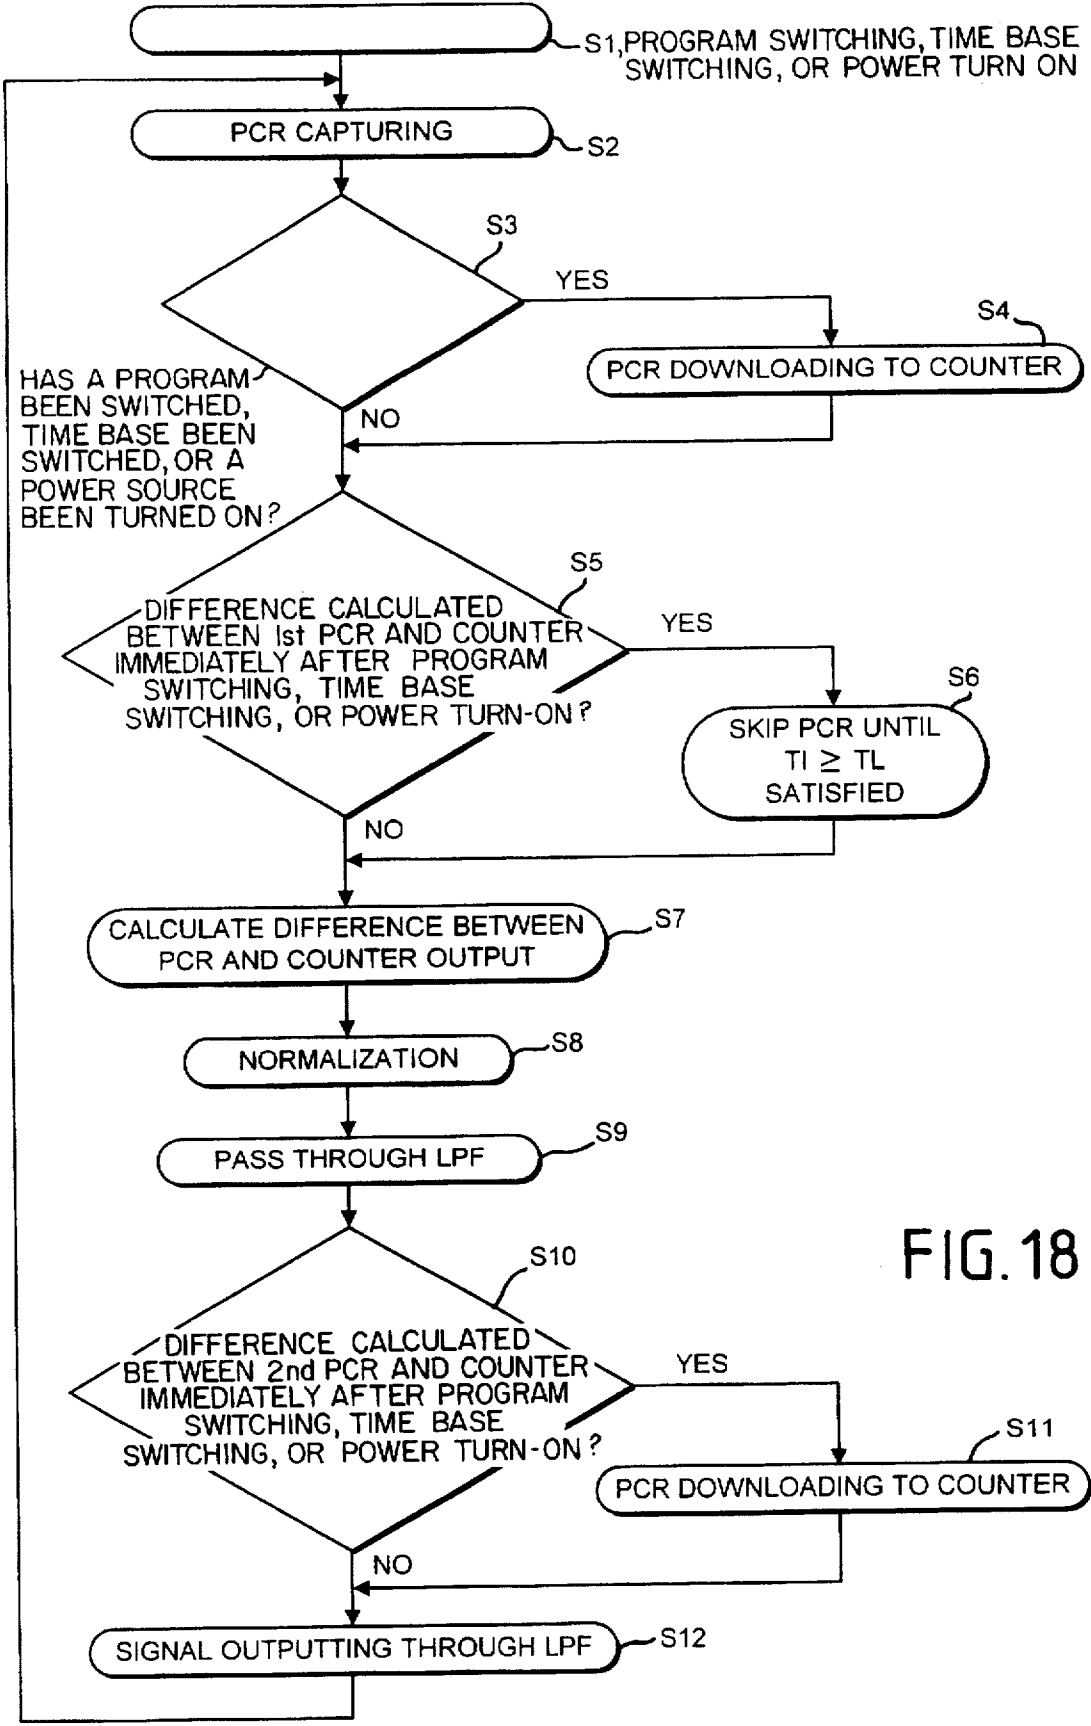 S1, PROGRAM SWITCHING, TIME BASE
SWITCHING, OR POWER TURN ON
PCR CAPTURING
S2
S3
YES
S4
PCR DOWNLOADING TO COUNTER
HAS A PROGRAM
BEEN SWITCHED,
TIME BASE BEEN
SWITCHED, OR A
POWER SOURCE
BEEN TURNED ON?
NO
S5
DIFFERENCE CALCULATED
BETWEEN 1st PCR AND COUNTER
IMMEDIATELY AFTER PROGRAM
SWITCHING, TIME BASE
SWITCHING, OR POWER TURN-ON?
YES
S6
SKIP PCR UNTIL
TI ≥ TL
SATISFIED
NO
CALCULATE DIFFERENCE BETWEEN
PCR AND COUNTER OUTPUT
S7
NORMALIZATION
S8
PASS THROUGH LPF
S9
FIG. 18
S10
DIFFERENCE CALCULATED
BETWEEN 2nd PCR AND COUNTER
IMMEDIATELY AFTER PROGRAM
SWITCHING, TIME BASE
SWITCHING, OR POWER TURN-ON?
YES
S11
PCR DOWNLOADING TO COUNTER
NO
SIGNAL OUTPUTTING THROUGH LPF
S12